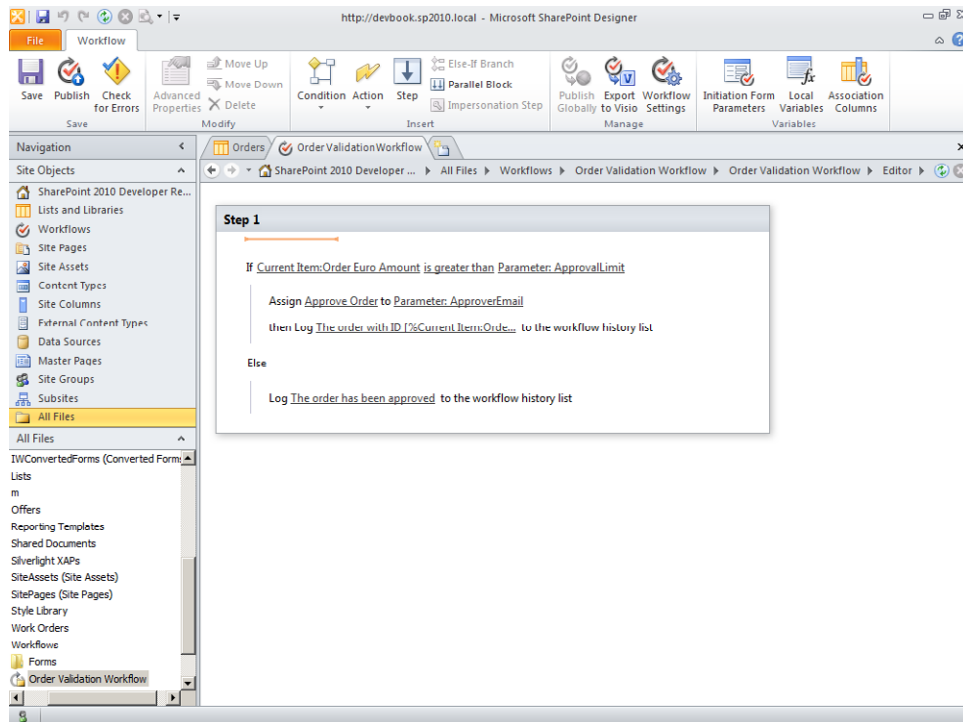 http://devbook.sp2010.local - Microsoft SharePoint Designer
File Workflow
Save Publish Check for Errors
Advanced Properties
Move Up
Move Down
Delete
Condition Action Step
Else-If Branch
Parallel Block
Impersonation Step
Publish Globally Export to Visio Workflow Settings
Initiation Form Parameters Local Variables Association Columns
Save Modify Insert Manage Variables
Navigation
Orders Order Validation Workflow
Site Objects
SharePoint 2010 Developer ... All Files Workflows Order Validation Workflow Order Validation Workflow Editor
SharePoint 2010 Developer Re...
Lists and Libraries
Workflows
Site Pages
Site Assets
Content Types
Site Columns
External Content Types
Data Sources
Master Pages
Site Groups
Subsites
All Files
All Files
IWConvertedForms (Converted Forms
Lists
m
Offers
Reporting Templates
Shared Documents
Silverlight XAPs
SiteAssets (Site Assets)
SitePages (Site Pages)
Style Library
Work Orders
Workflows
Forms
Order Validation Workflow
Step 1
If Current Item:Order Euro Amount is greater than Parameter: ApprovalLimit
Assign Approve Order to Parameter: ApproverEmail
then Log The order with ID [%Current Item:Orde... to the workflow history list
Else
Log The order has been approved to the workflow history list